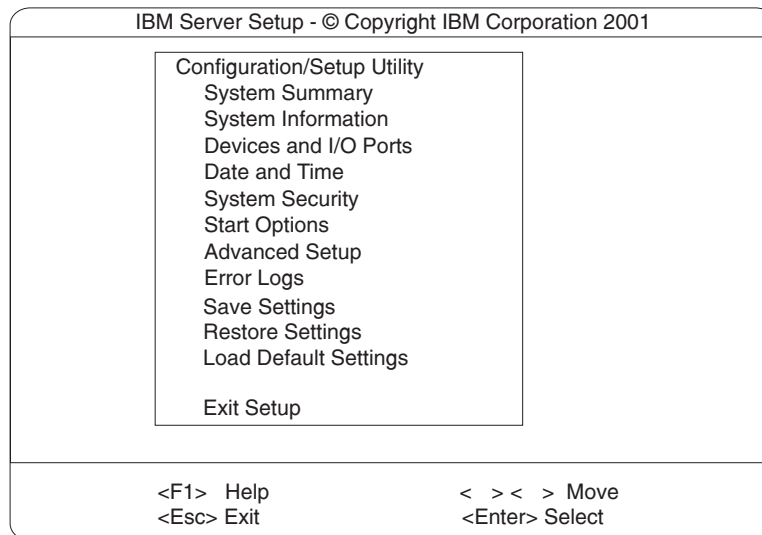 IBM Server Setup - © Copyright IBM Corporation 2001
Configuration/Setup Utility
System Summary
System Information
Devices and I/O Ports
Date and Time
System Security
Start Options
Advanced Setup
Error Logs
Save Settings
Restore Settings
Load Default Settings
Exit Setup
<F1> Help < > < > Move
<Esc> Exit <Enter> Select